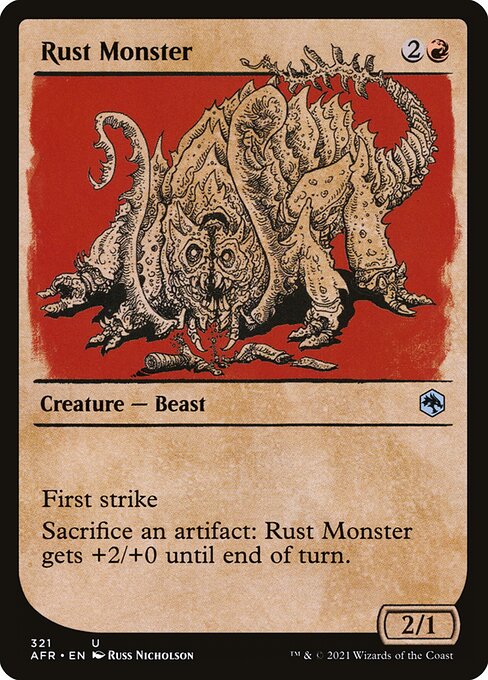 Rust Monster 2
Creature — Beast
First strike
Sacrifice an artifact: Rust Monster
gets +2/+0 until end of turn.
2/1
321 U
AFR • EN Russ Nicholson ™ & © 2021 Wizards of the Coast